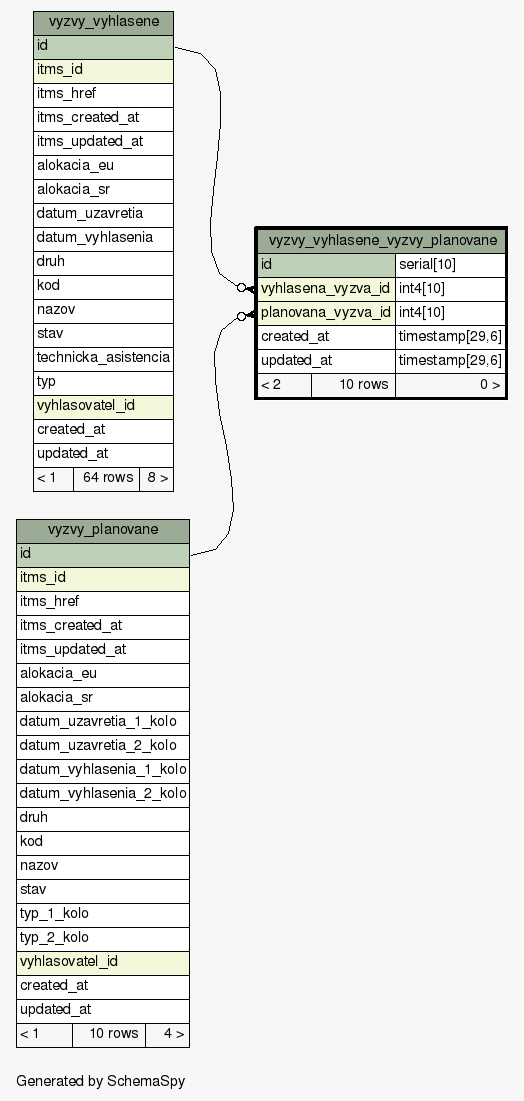 vyzvy_vyhlasene
id
itms_id
itms_href
itms_created_at
itms_updated_at
alokacia_eu
alokacia_sr
datum_uzavretia
datum_vyhlasenia
druh
kod
nazov
stav
technicka_asistencia
typ
vyhlasovatel_id
created_at
updated_at
< 1 64 rows 8 >
vyzvy_vyhlasene_vyzvy_planovane
id serial[10]
vyhlasena_vyzva_id int4[10]
planovana_vyzva_id int4[10]
created_at timestamp[29,6]
updated_at timestamp[29,6]
< 2 10 rows 0 >
vyzvy_planovane
id
itms_id
itms_href
itms_created_at
itms_updated_at
alokacia_eu
alokacia_sr
datum_uzavretia_1_kolo
datum_uzavretia_2_kolo
datum_vyhlasenia_1_kolo
datum_vyhlasenia_2_kolo
druh
kod
nazov
stav
typ_1_kolo
typ_2_kolo
vyhlasovatel_id
created_at
updated_at
< 1 10 rows 4 >
Generated by SchemaSpy